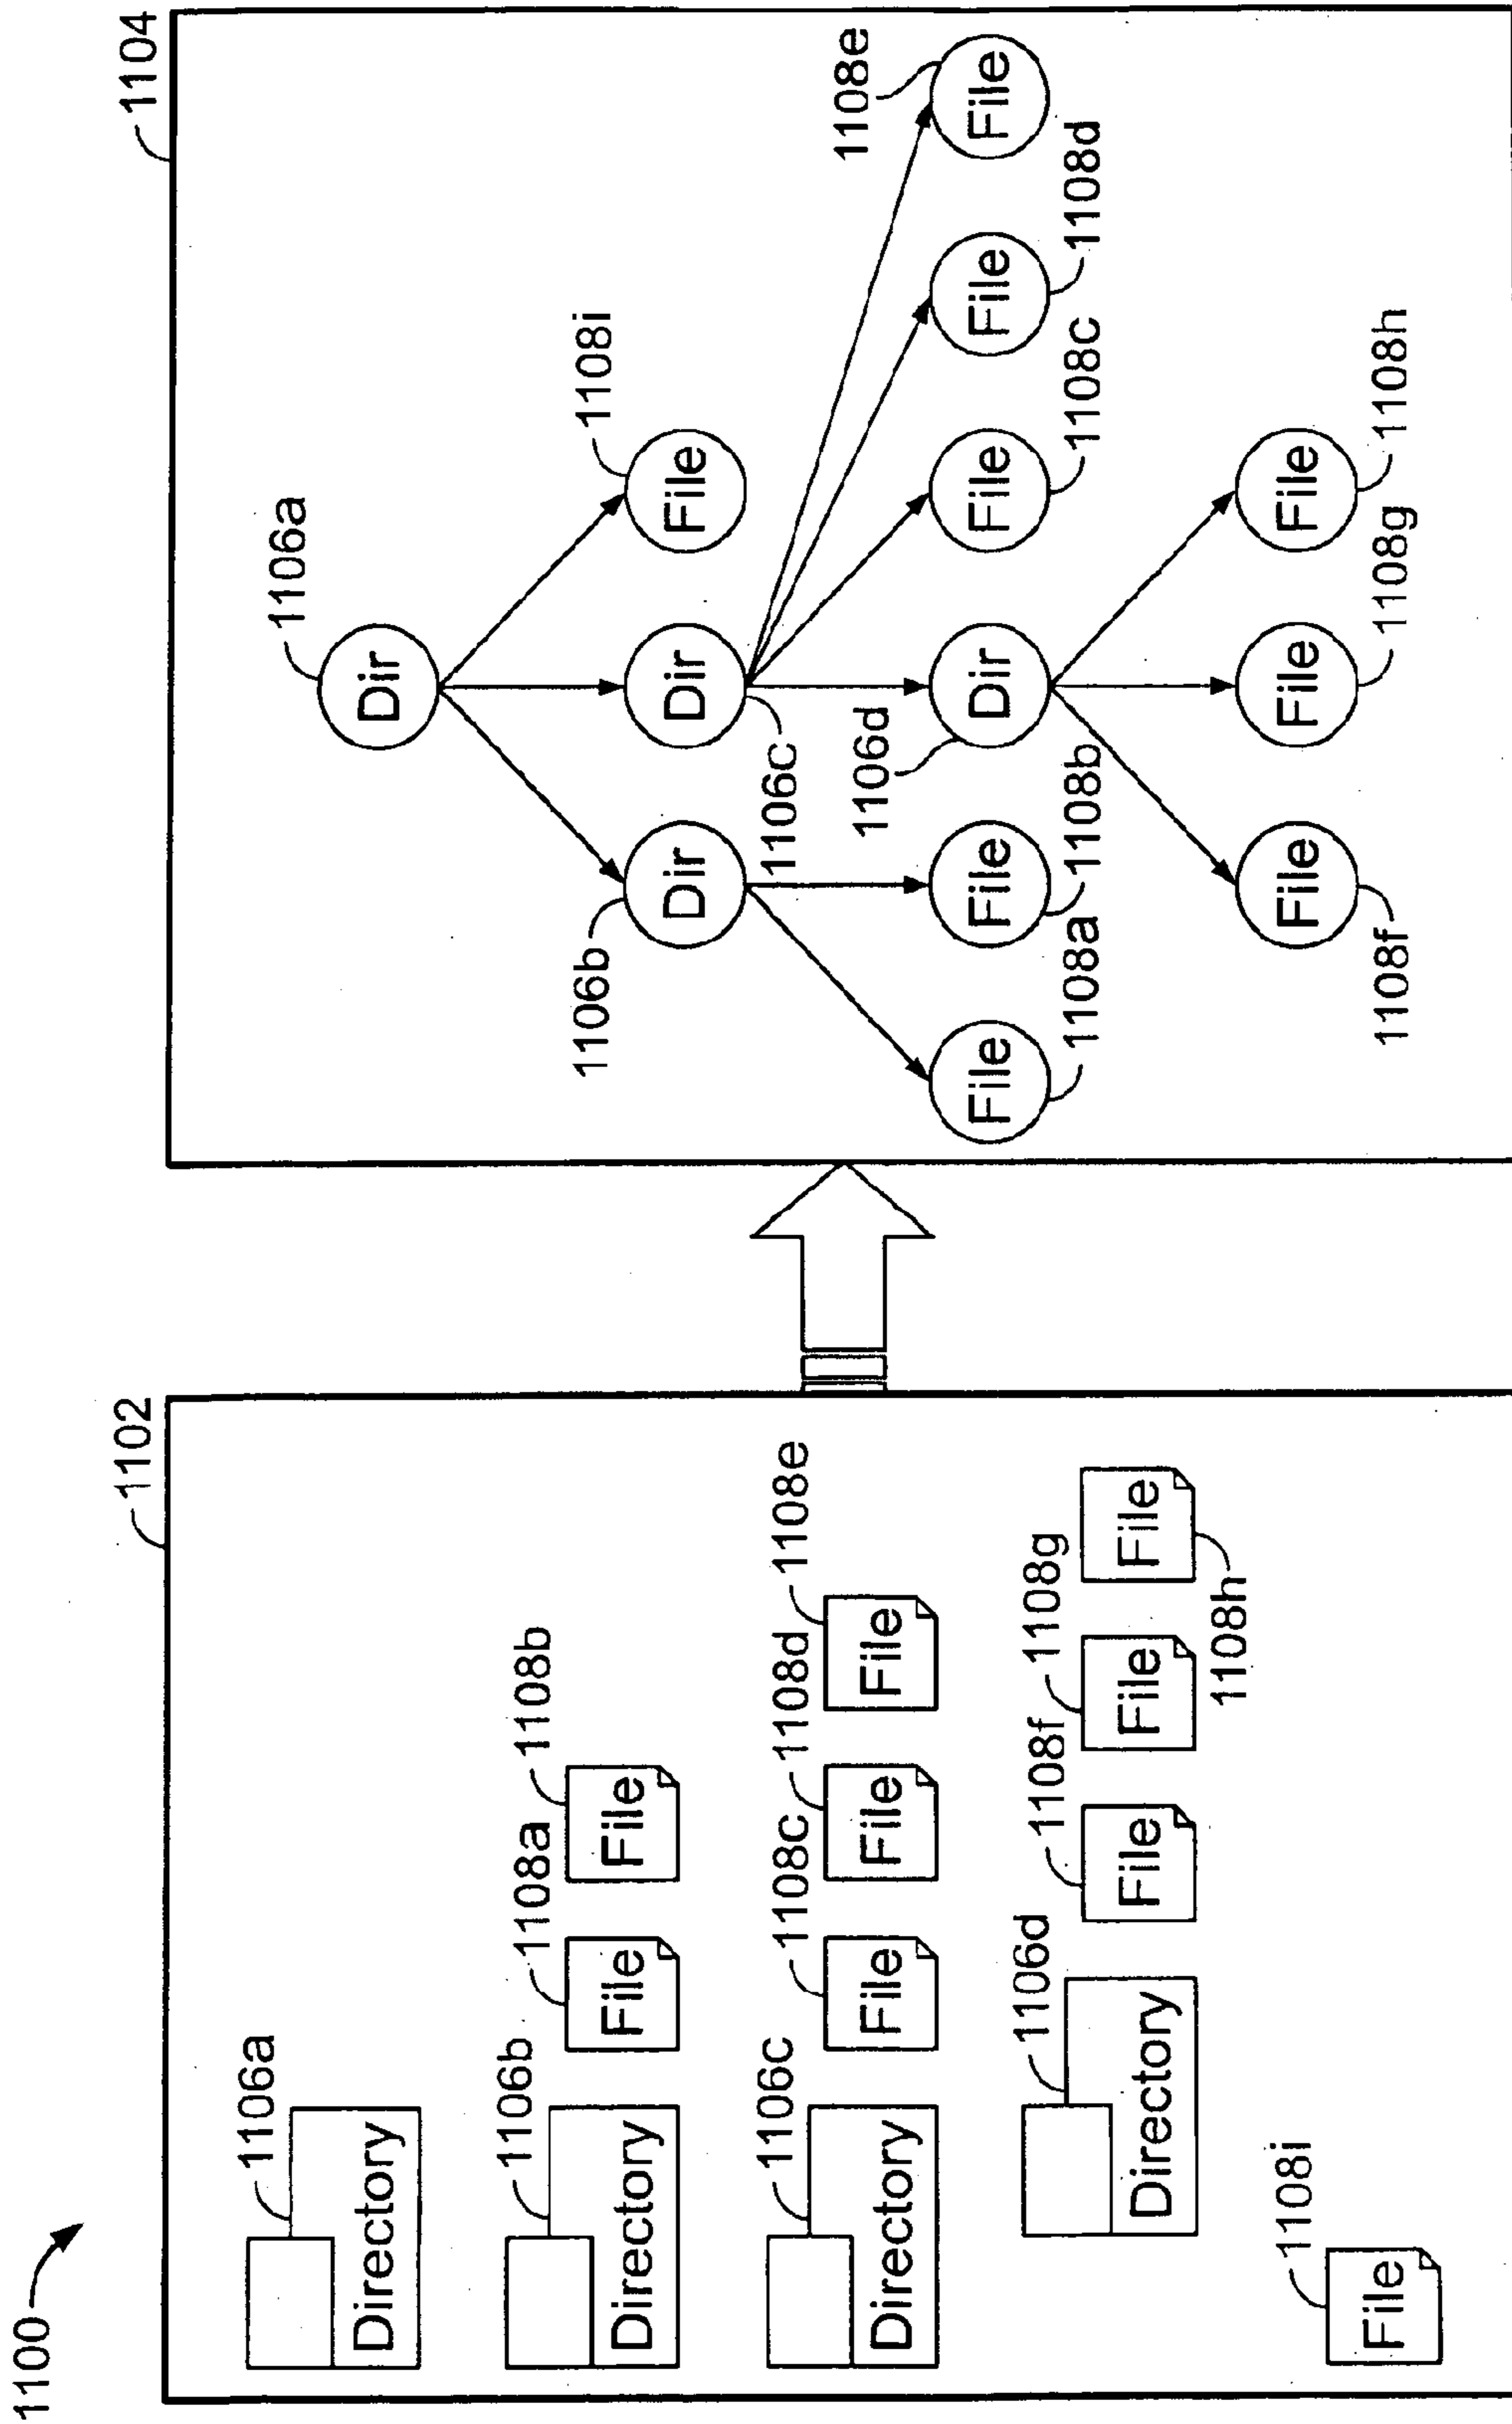 1100
1102
1106a
Directory
1106b
1108a
1108b
Directory
File
File
1106c
1108c
1108d
1108e
Directory
File
File
File
1106d
1108f
1108g
Directory
File
File
File
1108h
1108i
File
1104
1106a
Dir
1106b
1108i
Dir
Dir
File
1106c
1106d
1108e
File
File
Dir
File
File
File
1108a
1108b
1108c
1108d
File
File
File
1108f
1108g
1108h